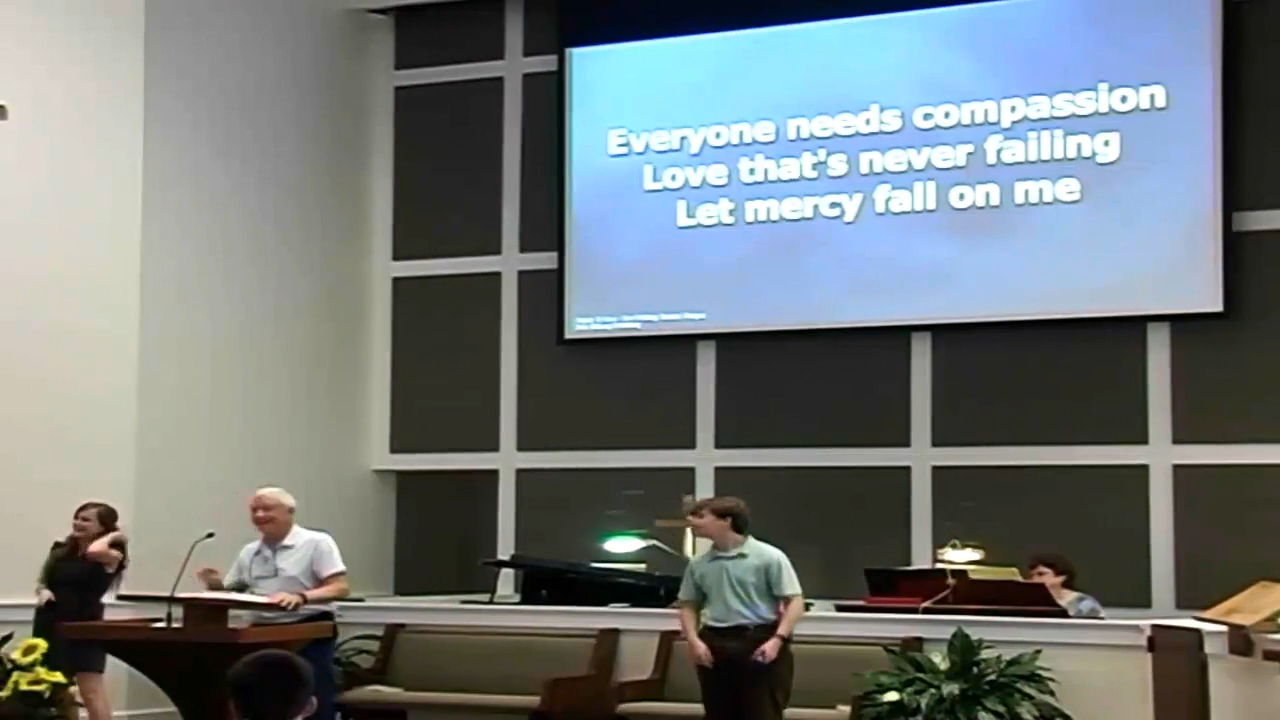 Everyone needs compassion
Love that's never failing
Let mercy fall on me